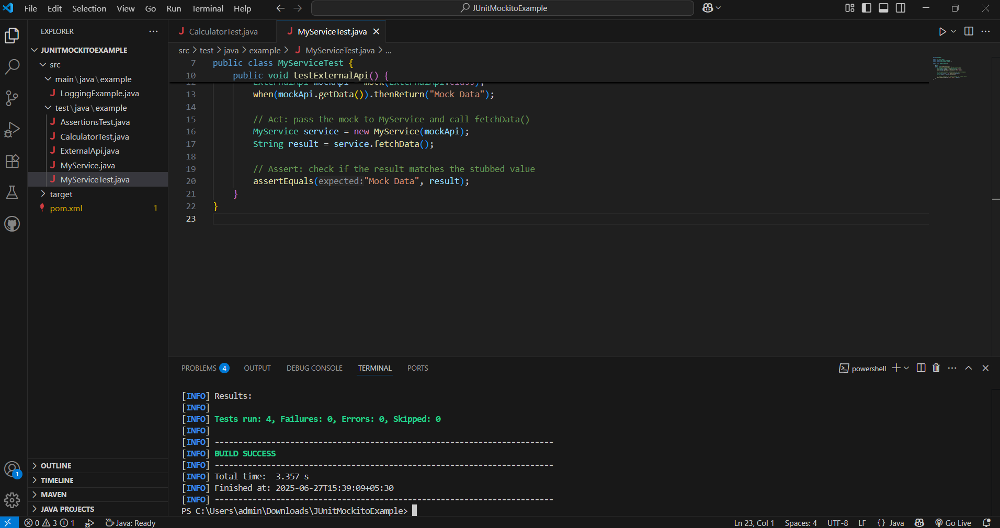 File Edit Selection View Go Run Terminal Help
JUnitMockitoExample
EXPLORER
JUNITMOCKITOEXAMPLE
src
main\java\example
LoggingExample.java
test\java\example
AssertionsTest.java
CalculatorTest.java
ExternalApi.java
MyService.java
MyServiceTest.java
target
pom.xml 1
OUTLINE
TIMELINE
MAVEN
JAVA PROJECTS
1
CalculatorTest.java MyServiceTest.java
src > test > java > example > MyServiceTest.java > ...
7 public class MyServiceTest {
10 public void testExternalApi() {
12 ExternalApi mockApi = mock(ExternalApi.class);
13 when(mockApi.getData()).thenReturn("Mock Data");
14
15 // Act: pass the mock to MyService and call fetchData()
16 MyService service = new MyService(mockApi);
17 String result = service.fetchData();
18
19 // Assert: check if the result matches the stubbed value
20 assertEquals(expected:"Mock Data", result);
21 }
22 }
23
PROBLEMS 4 OUTPUT DEBUG CONSOLE TERMINAL PORTS
powershell
[INFO] Results:
[INFO]
[INFO] Tests run: 4, Failures: 0, Errors: 0, Skipped: 0
[INFO]
[INFO] ------------------------------------------------------------------------
[INFO] BUILD SUCCESS
[INFO] ------------------------------------------------------------------------
[INFO] Total time:  3.357 s
[INFO] Finished at: 2025-06-27T15:39:09+05:30
[INFO] ------------------------------------------------------------------------
PS C:\Users\admin\Downloads\JUnitMockitoExample>
0 3 1 Java: Ready Ln 23, Col 1 Spaces: 4 UTF-8 LF {} Java Go Live